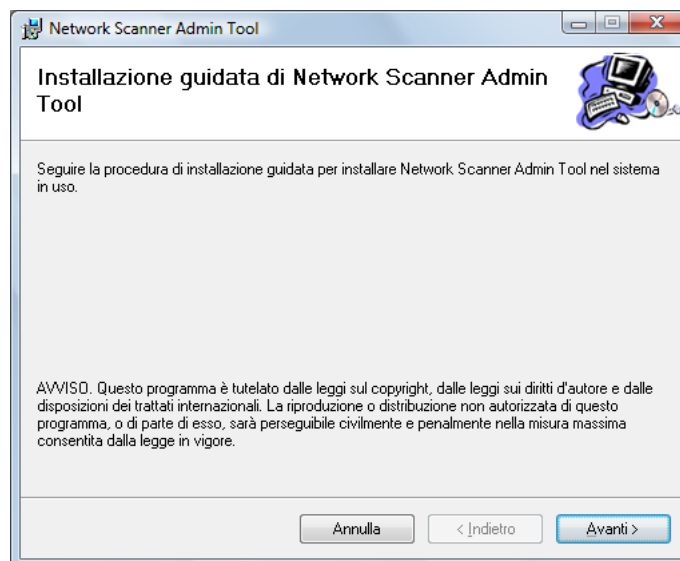 Network Scanner Admin Tool
Installazione guidata di Network Scanner Admin
Tool
Seguire la procedura di installazione guidata per installare Network Scanner Admin Tool nel sistema
in uso.
AVVISO. Questo programma è tutelato dalle leggi sul copyright, dalle leggi sui diritti d'autore e dalle
disposizioni dei trattati internazionali. La riproduzione o distribuzione non autorizzata di questo
programma, o di parte di esso, sarà perseguibile civilmente e penalmente nella misura massima
consentita dalla legge in vigore.
Annulla
< Indietro
Avanti >